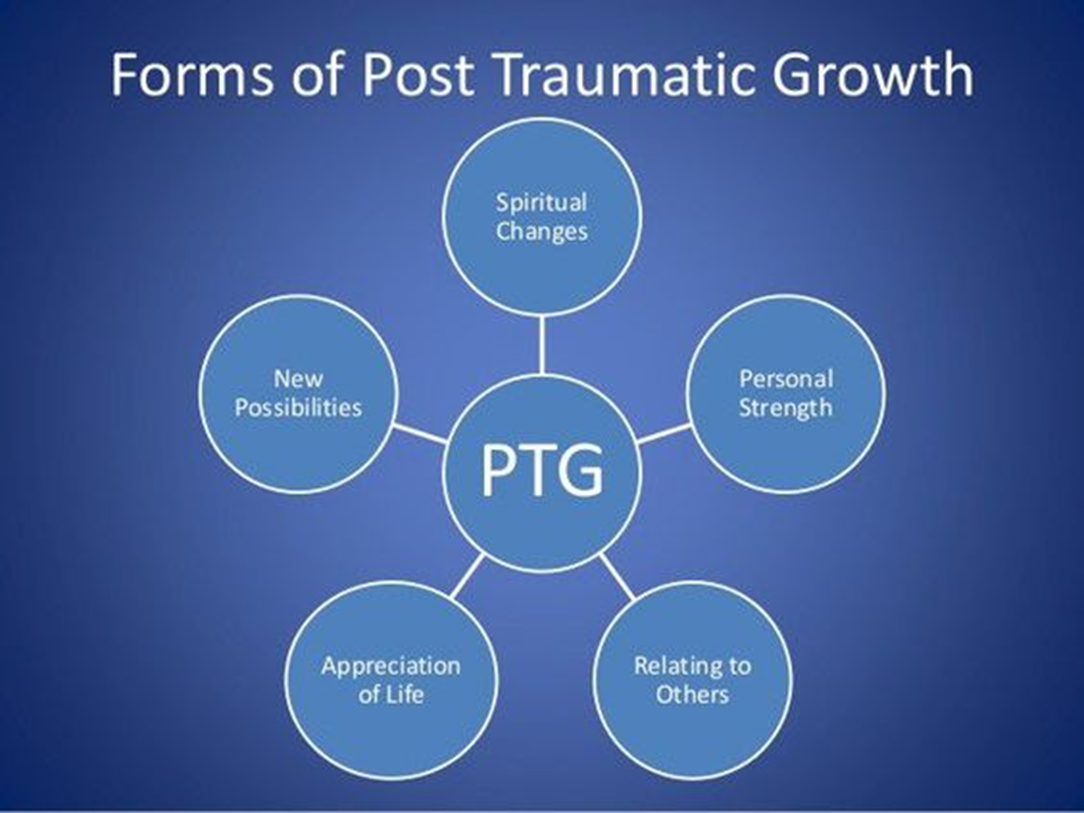 Forms of Post Traumatic Growth
Spiritual
Changes
Personal
Strength
Relating to
Others
Appreciation
of Life
New
Possibilities
PTG